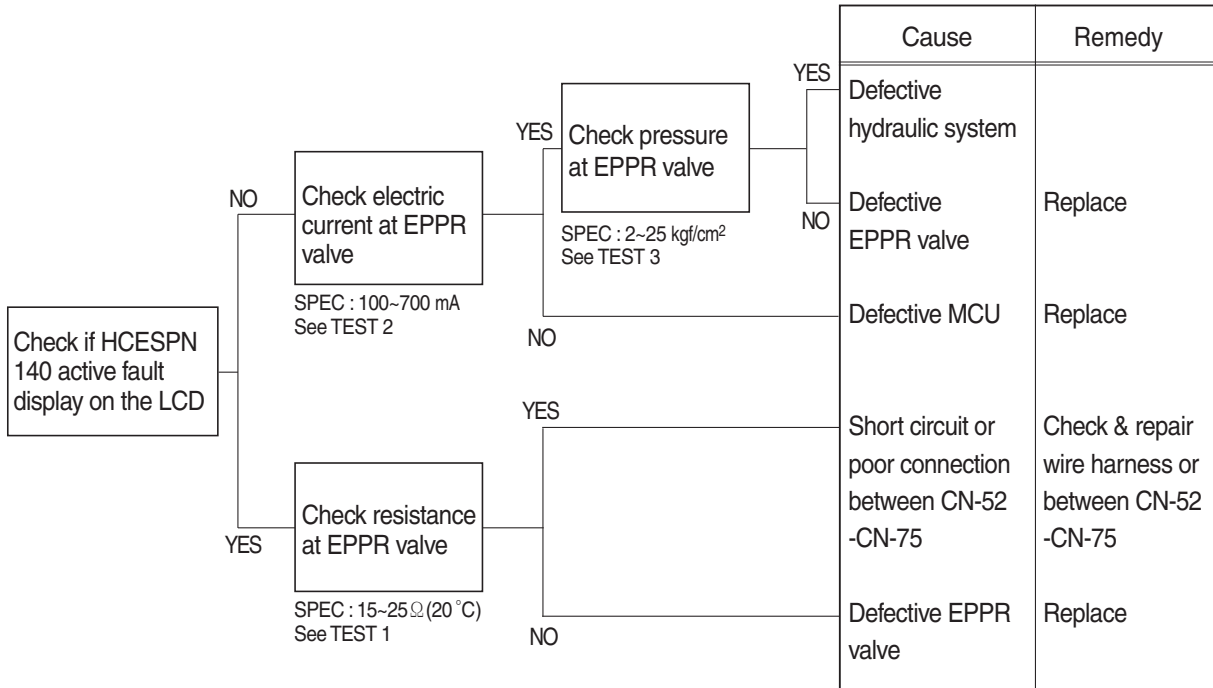 Check if HCESPN
140 active fault
display on the LCD
NO
YES
Check electric
current at EPPR
valve
SPEC : 100~700 mA
See TEST 2
YES
NO
Check pressure
at EPPR valve
SPEC : 2~25 kgf/cm²
See TEST 3
YES
NO
Check resistance
at EPPR valve
SPEC : 15~25Ω(20 °C)
See TEST 1
YES
NO
Cause
Remedy
Defective
hydraulic system
Defective
EPPR valve
Replace
Defective MCU
Replace
Short circuit or
poor connection
between CN-52
-CN-75
Check & repair
wire harness or
between CN-52
-CN-75
Defective EPPR
valve
Replace